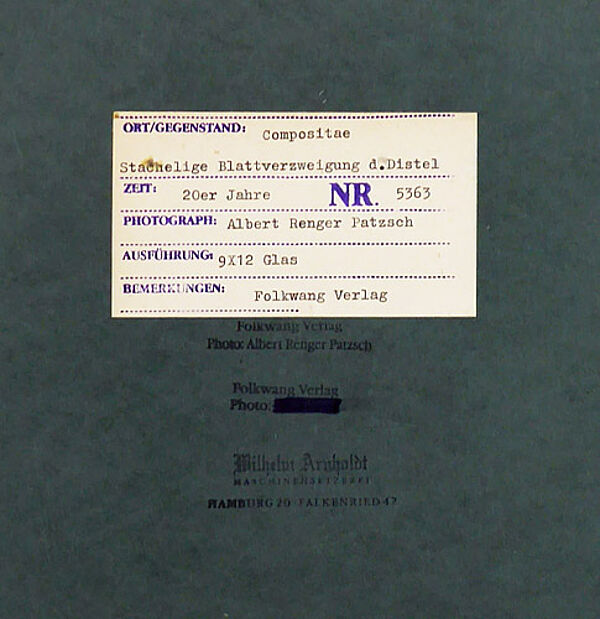 ORT/GEGENSTAND: Compositae
Stachelige Blattverzweigung d.Distel
ZEIT: 20er Jahre NR. 5363
PHOTOGRAPH: Albert Renger Patzsch
AUSFÜHRUNG: 9X12 Glas
BEMERKUNGEN: Folkwang Verlag
Folkwang Verlag
Photo: Albert Renger Patzsch
Folkwang Verlag
Photo:
Wilhelm Arnholdt
MASCHINENSETZEREI
HAMBURG 20 FALKENRIED 47